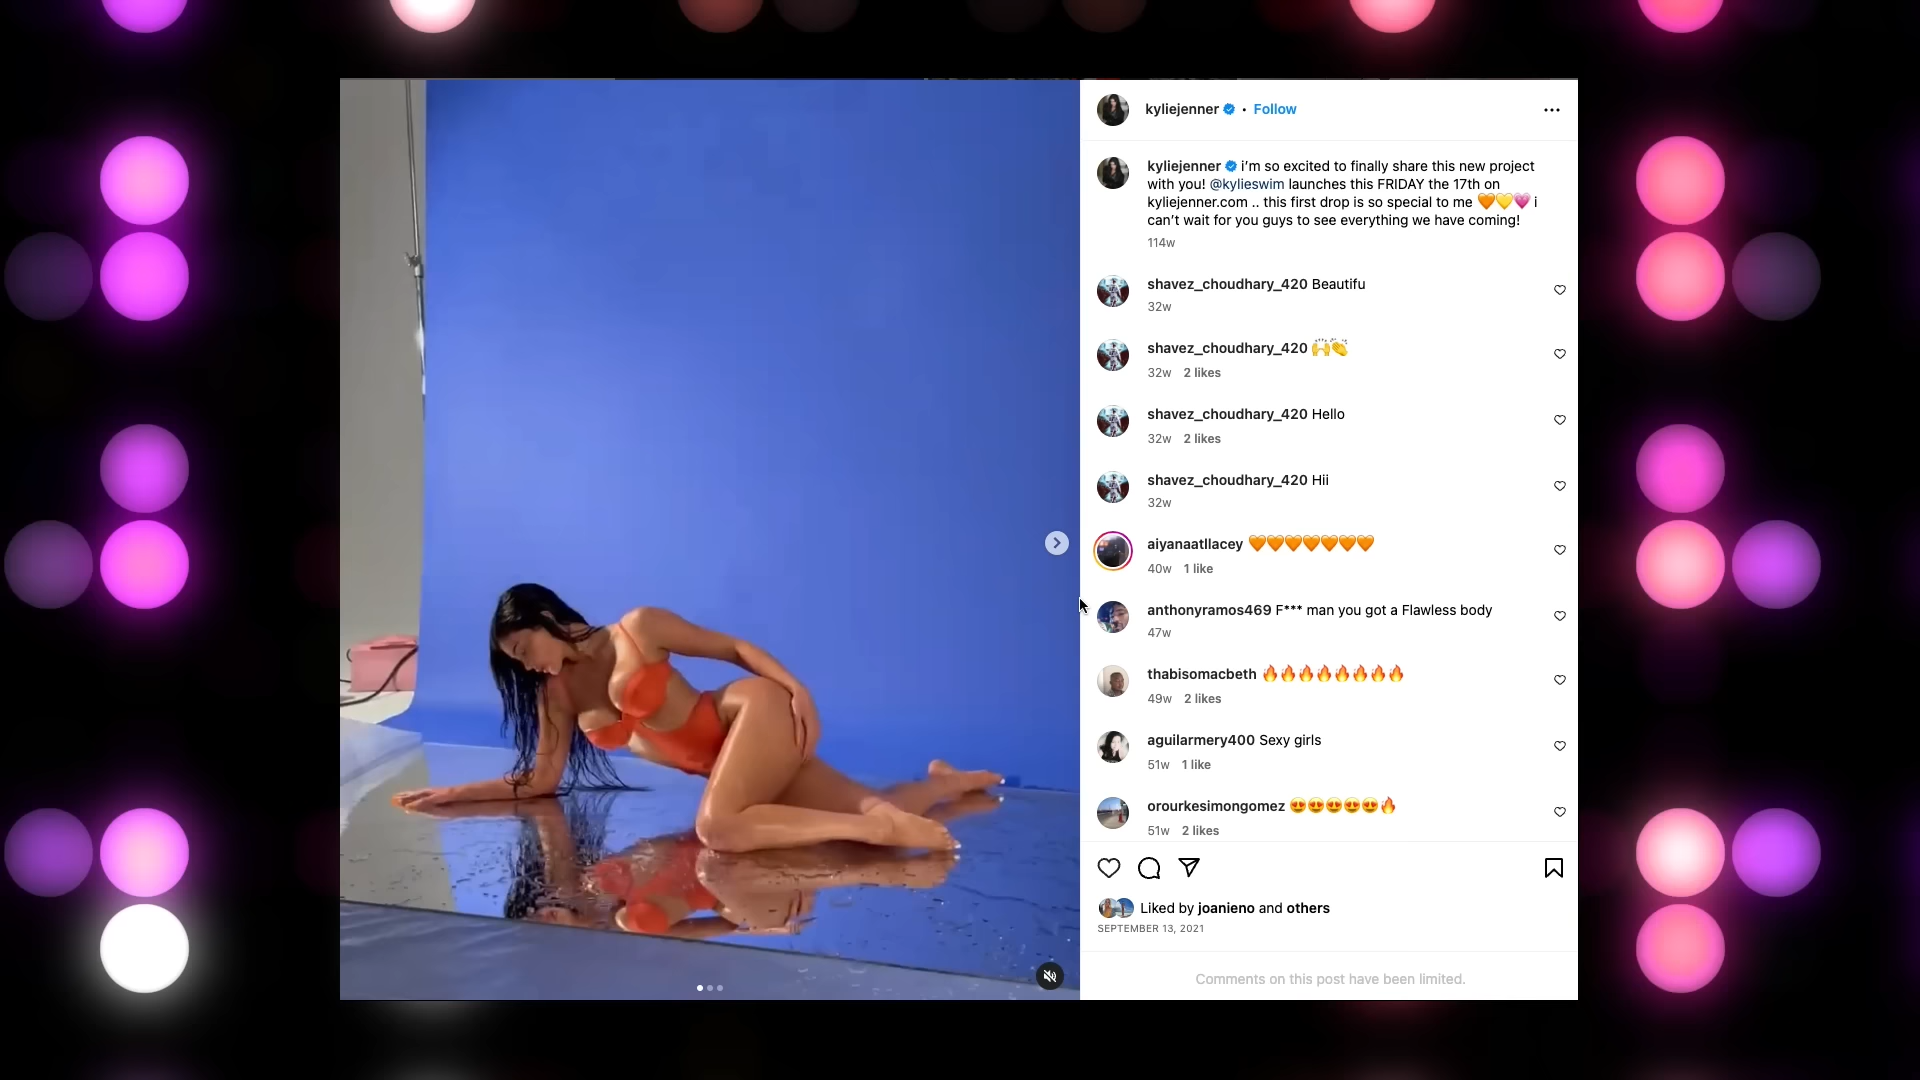 kyliejenner • Follow
kyliejenner i’m so excited to finally share this new project
with you! @kylieswim launches this FRIDAY the 17th on
kyliejenner.com .. this first drop is so special to me 🧡💛💗 i
can’t wait for you guys to see everything we have coming!
114w
shavez_choudhary_420 Beautifu
32w
shavez_choudhary_420 🙌👏
32w 2 likes
shavez_choudhary_420 Hello
32w 2 likes
shavez_choudhary_420 Hii
32w
aiyanaatllacey 🧡🧡🧡🧡🧡🧡🧡
40w 1 like
anthonyramos469 F*** man you got a Flawless body
47w
thabisomacbeth 🔥🔥🔥🔥🔥🔥🔥🔥
49w 2 likes
aguilarmery400 Sexy girls
51w 1 like
orourkesimongomez 😍😍😍😍😍🔥
51w 2 likes
Liked by joanieno and others
SEPTEMBER 13, 2021
Comments on this post have been limited.